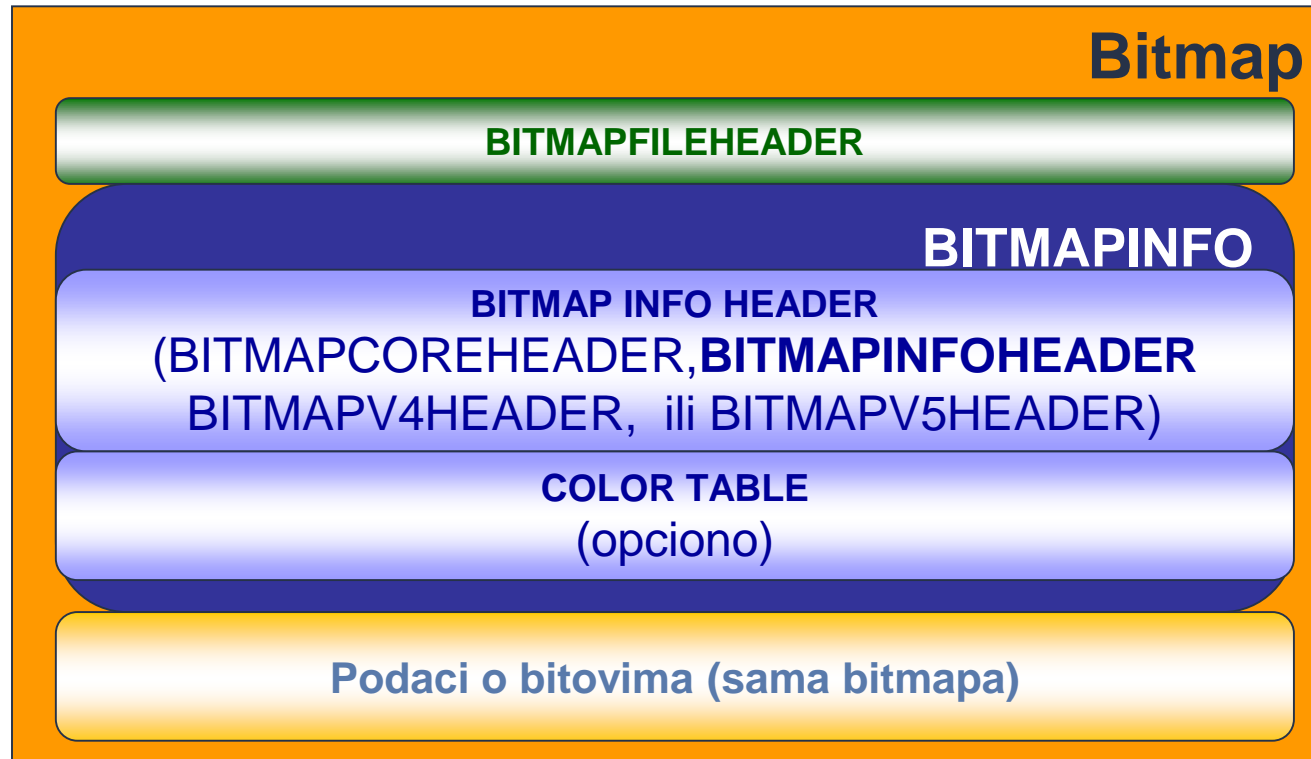 Bitmap
BITMAPFILEHEADER
BITMAPINFO
BITMAP INFO HEADER
(BITMAPCOREHEADER,BITMAPINFOHEADER
BITMAPV4HEADER, ili BITMAPV5HEADER)
COLOR TABLE
(opciono)
Podaci o bitovima (sama bitmapa)